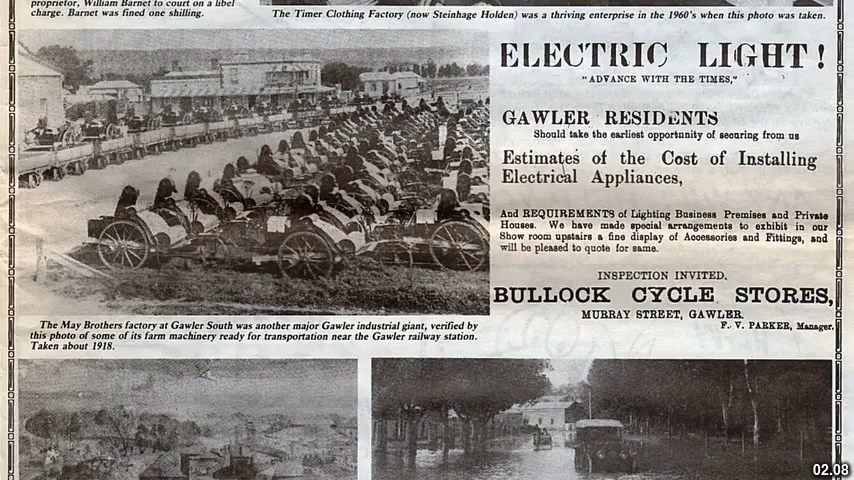 proprietor, William Barnet to court on a libel
charge. Barnet was fined one shilling.
The Timer Clothing Factory (now Steinhage Holden) was a thriving enterprise in the 1960's when this photo was taken.
ELECTRIC LIGHT!
"ADVANCE WITH THE TIMES,"
GAWLER RESIDENTS
Should take the earliest opportunity of securing from us
Estimates of the Cost of Installing
Electrical Appliances,
And REQUIREMENTS of Lighting Business Premises and Private
Houses. We have made special arrangements to exhibit in our
Show room upstairs a fine display of Accessories and Fittings, and
will be pleased to quote for same.
INSPECTION INVITED.
BULLOCK CYCLE STORES,
MURRAY STREET, GAWLER.
F. V. PARKER, Manager.
The May Brothers factory at Gawler South was another major Gawler industrial giant, verified by
this photo of some of its farm machinery ready for transportation near the Gawler railway station.
Taken about 1918.
02.08